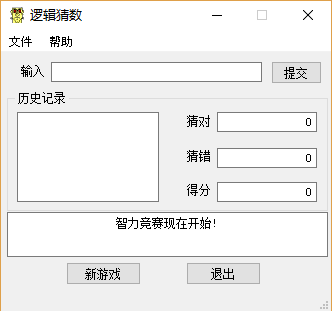 逻辑猜数
文件 帮助
输入 提交
历史记录
猜对 0
猜错 0
得分 0
智力竞赛现在开始!
新游戏 退出